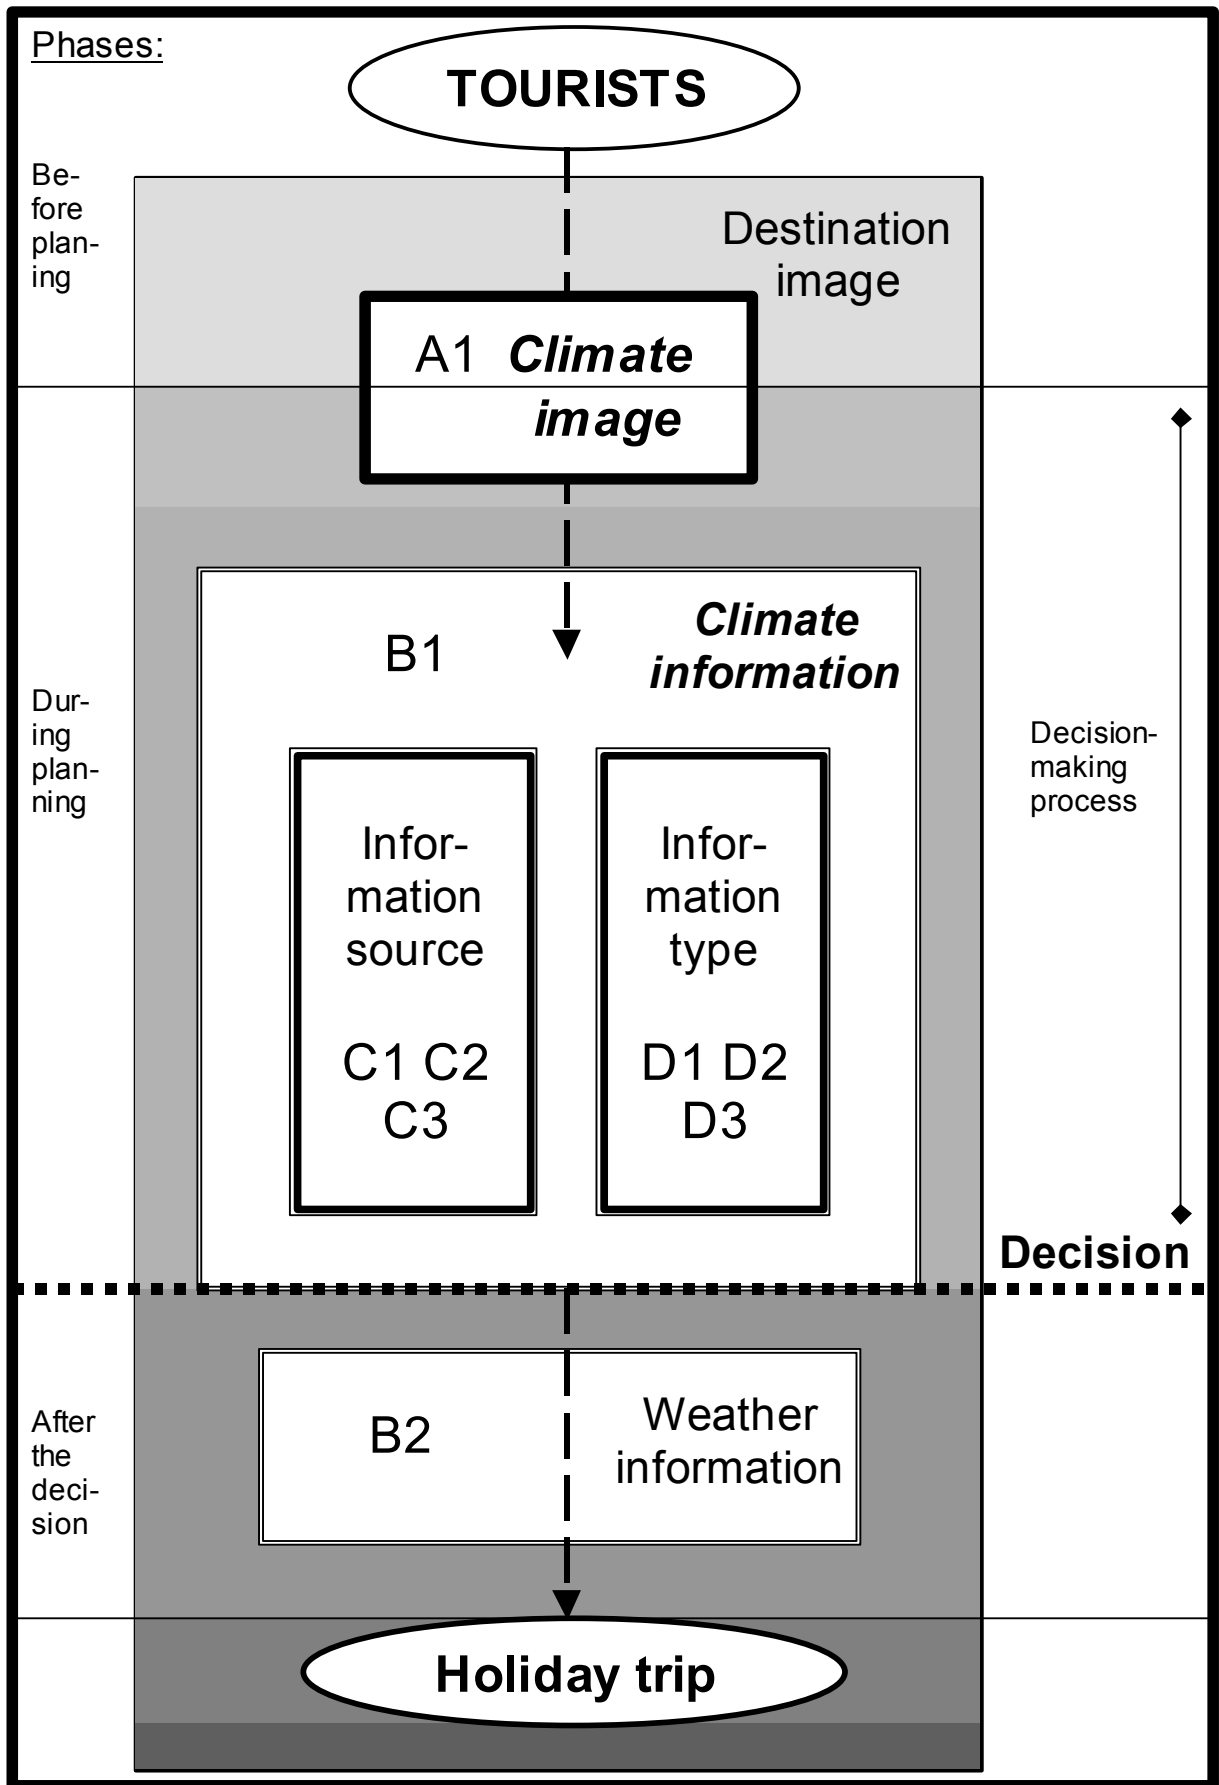 Phases:
TOURISTS
Be-
fore
plan-
ing
Destination
image
A1 Climate
image
B1
Climate
information
Dur-
ing
plan-
ning
Decision-
making
process
Infor-
mation
source
C1 C2
C3
Infor-
mation
type
D1 D2
D3
Decision
After
the
deci-
sion
B2
Weather
information
Holiday trip